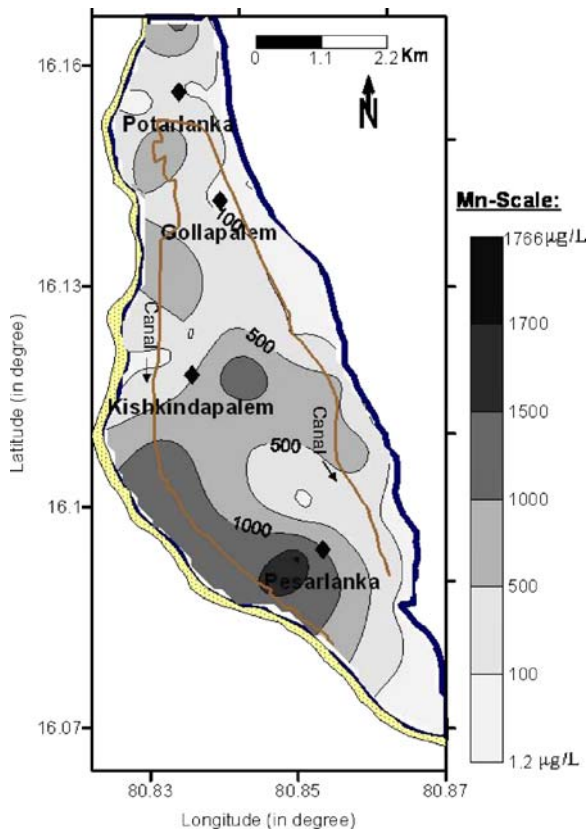 16.16
16.13
16.1
16.07
Latitude (in degree)
0 1.1 2.2 Km
N
Potarlanka
100
Gollapalem
Canal
500
Kishkindapalem
500
Canal
1000
Pesarlanka
80.83 80.85 80.87
Longitude (in degree)
Mn-Scale:
1766 µg/L
1700
1500
1000
500
100
1.2 µg/L